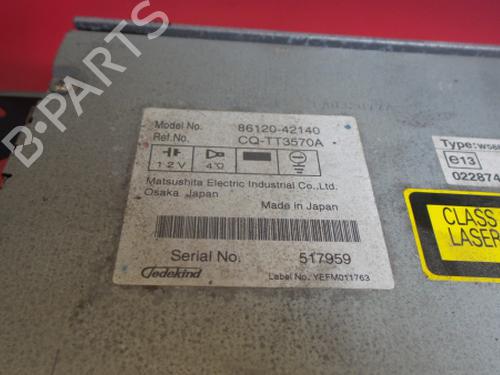 Model No. 86120-42140
Ref.No. CQ-TT3570A
12V 4Ω
Matsushita Electric Industrial Co.,Ltd.
Osaka Japan
Made in Japan
Serial No. 517959
Gedekind
Label No. YEFM011763
Type:
e13
022874
CLASS
LASER
B-PARTS